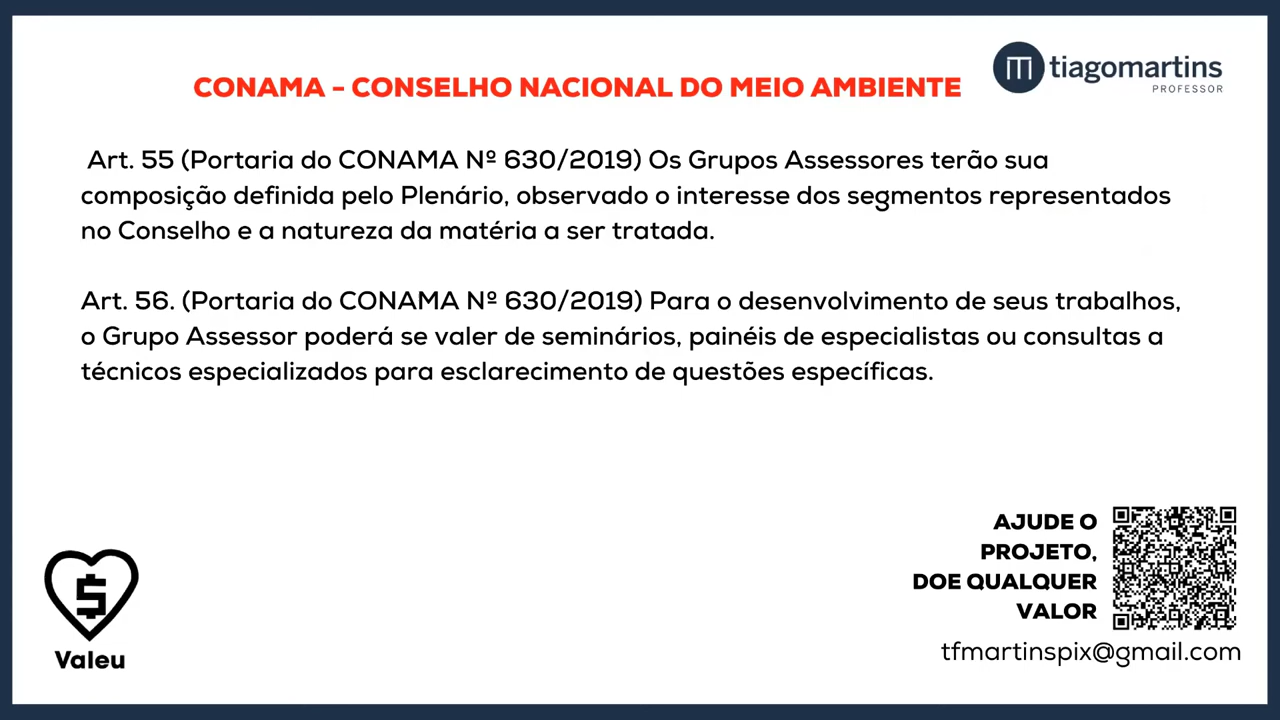 CONAMA - CONSELHO NACIONAL DO MEIO AMBIENTE
tiagomartins
PROFESSOR
Art. 55 (Portaria do CONAMA Nº 630/2019) Os Grupos Assessores terão sua
composição definida pelo Plenário, observado o interesse dos segmentos representados
no Conselho e a natureza da matéria a ser tratada.
Art. 56. (Portaria do CONAMA Nº 630/2019) Para o desenvolvimento de seus trabalhos,
o Grupo Assessor poderá se valer de seminários, painéis de especialistas ou consultas a
técnicos especializados para esclarecimento de questões específicas.
$
Valeu
AJUDE O
PROJETO,
DOE QUALQUER
VALOR
tfmartinspix@gmail.com